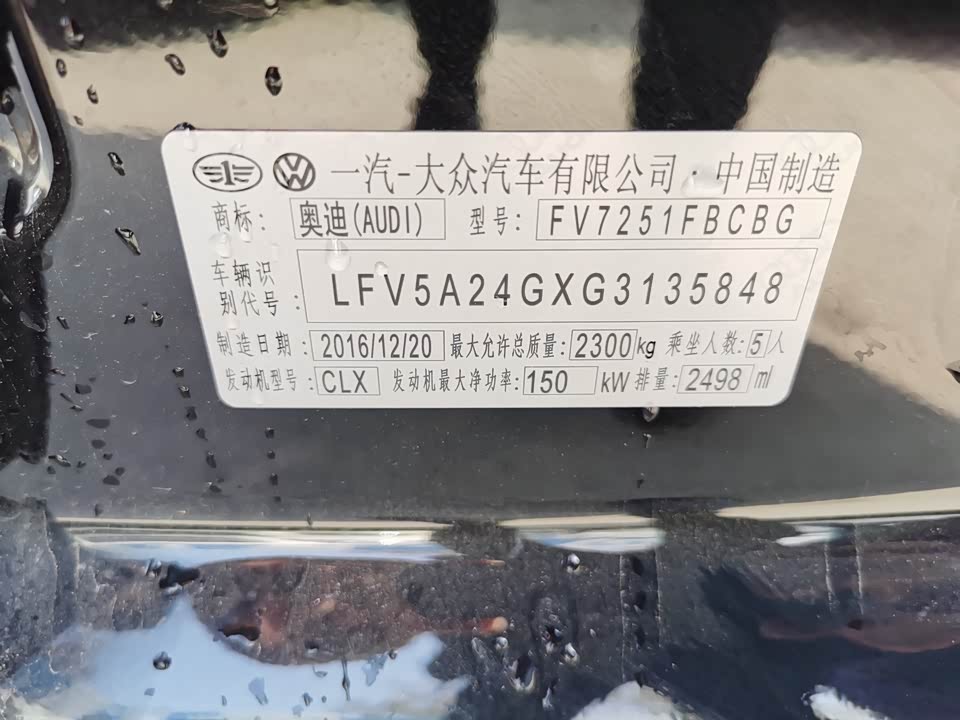 一汽-大众汽车有限公司·中国制造
商标: 奥迪(AUDI) 型号: FV7251FBCBG
车辆识别代号: LFV5A24GXG3135848
制造日期: 2016/12/20 最大允许总质量: 2300kg 乘坐人数: 5人
发动机型号: CLX 发动机最大净功率: 150 kW 排量: 2498 ml